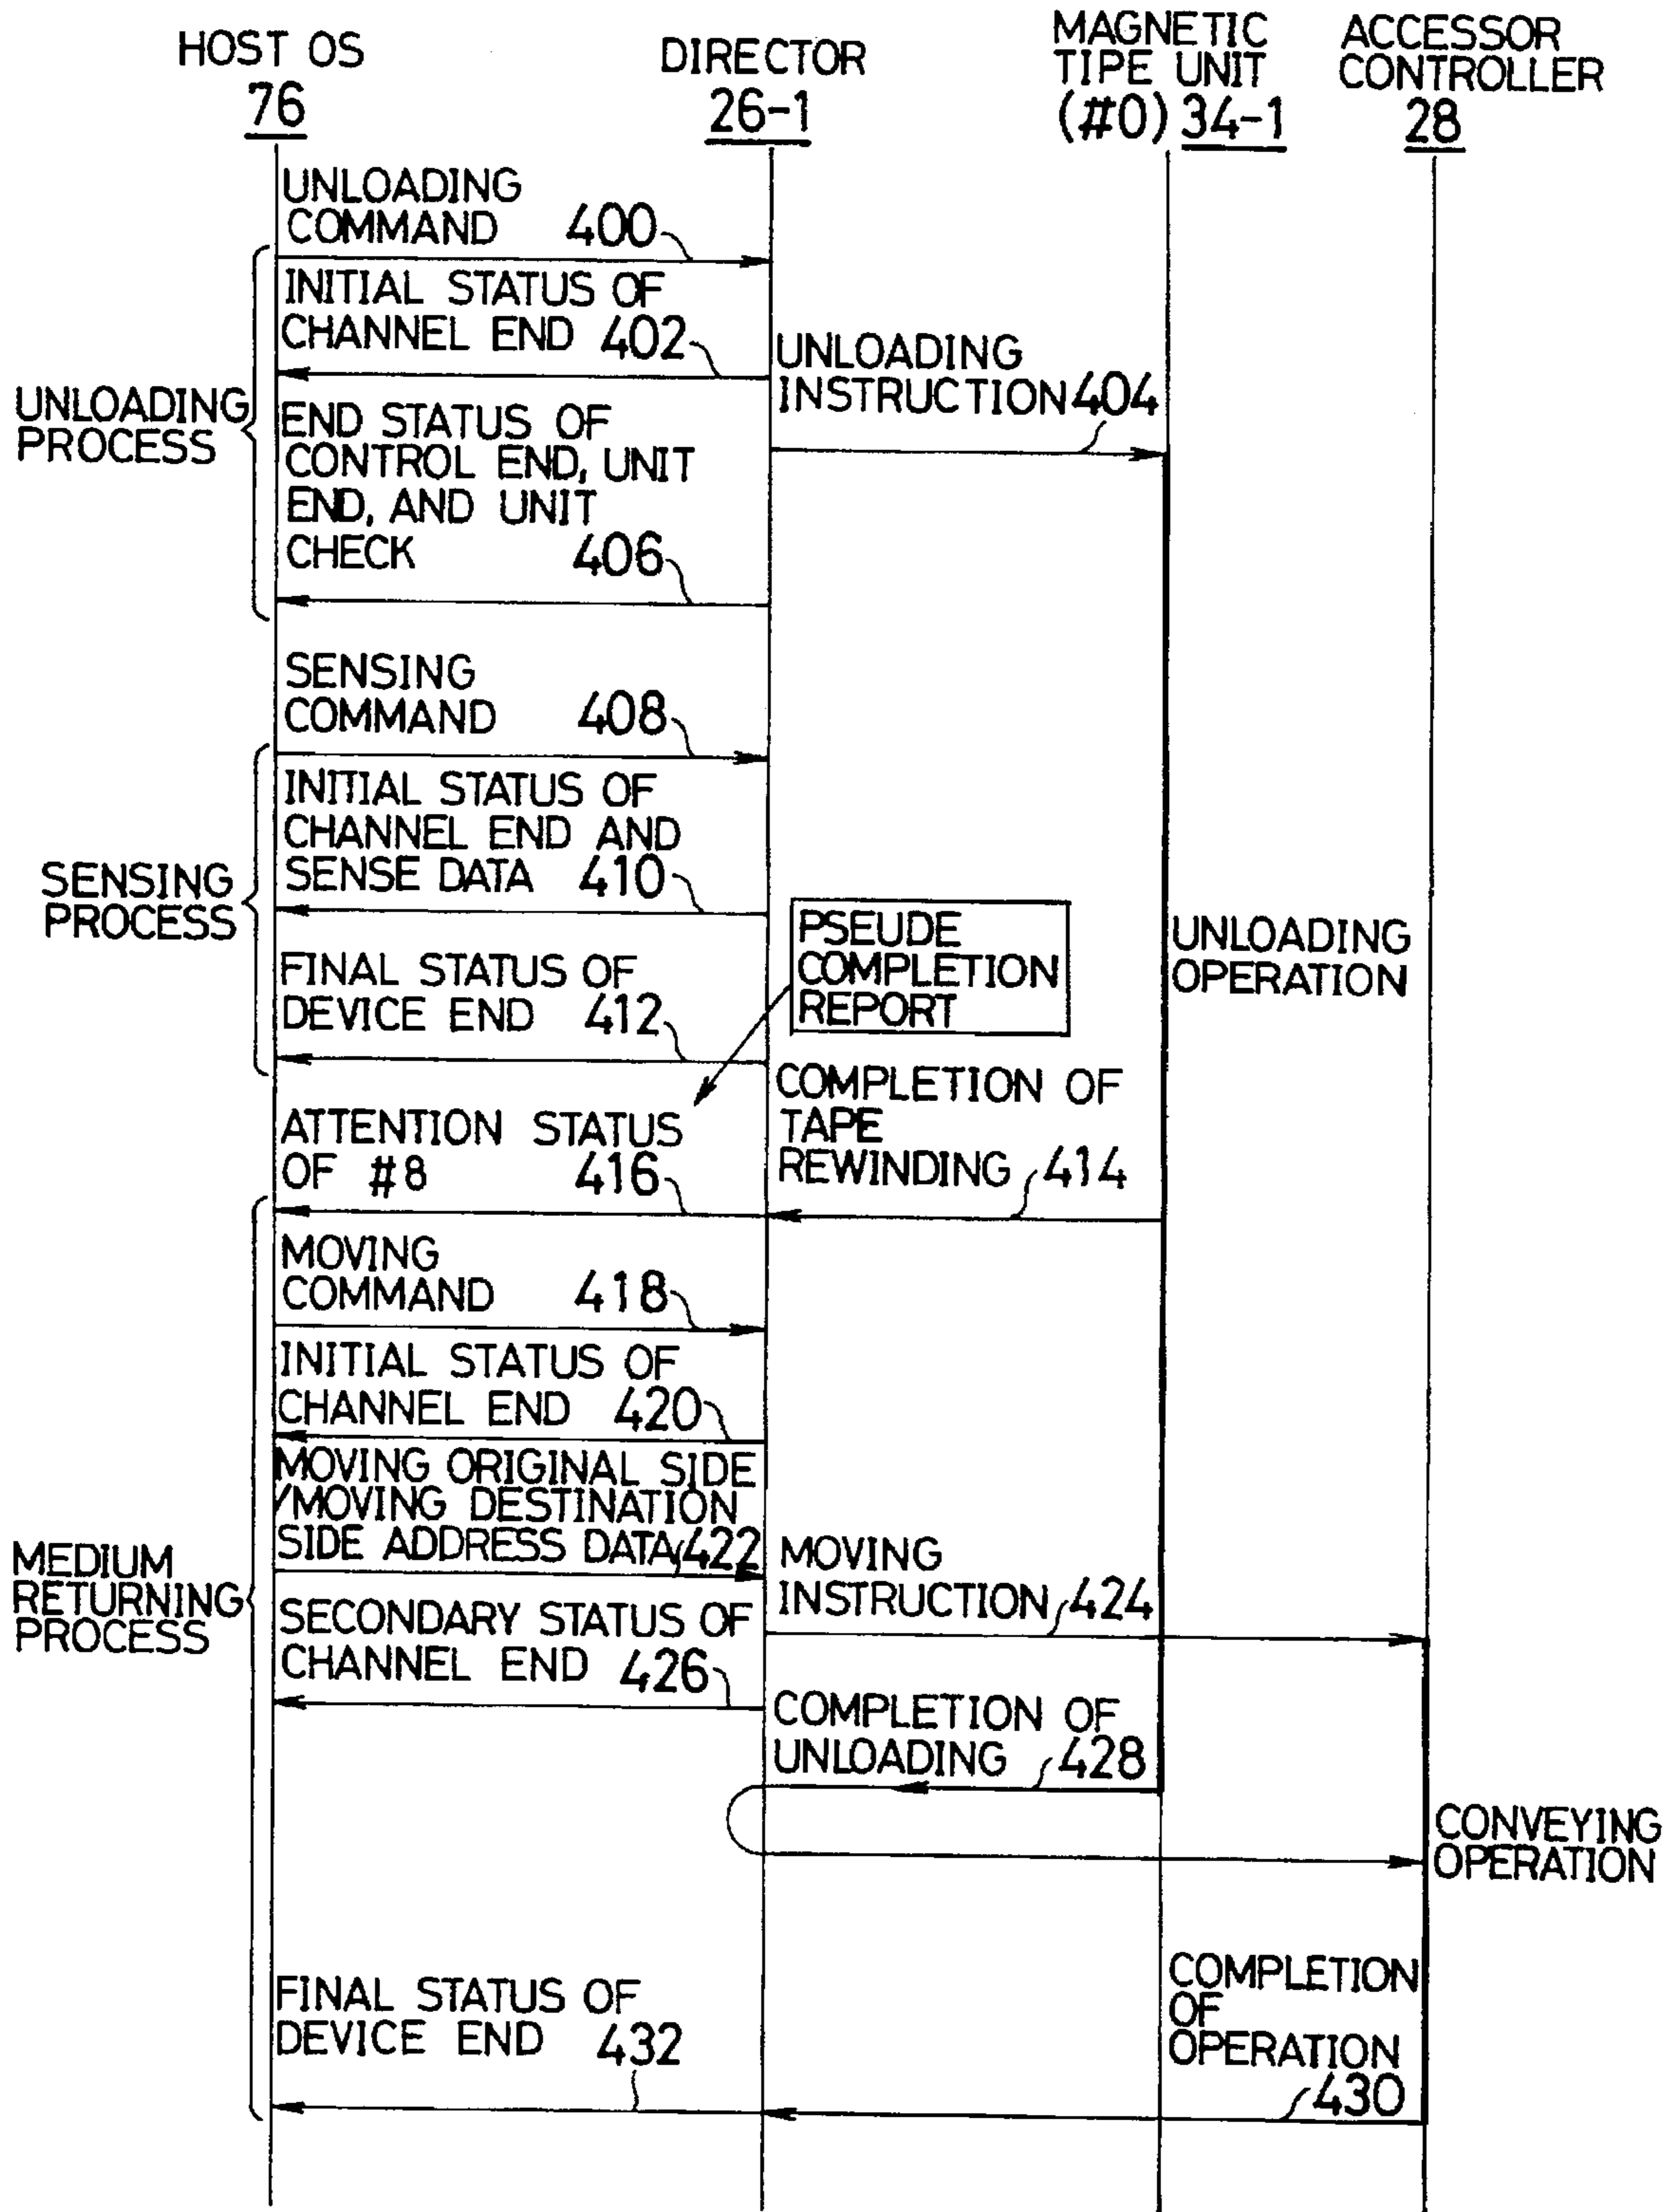 HOST OS
76
DIRECTOR
26-1
MAGNETIC
TIPE UNIT
(#0) 34-1
ACCESSOR
CONTROLLER
28
UNLOADING
COMMAND 400
INITIAL STATUS OF
CHANNEL END 402
UNLOADING
INSTRUCTION 404
UNLOADING
PROCESS
END STATUS OF
CONTROL END, UNIT
END, AND UNIT
CHECK 406
SENSING
COMMAND 408
INITIAL STATUS OF
CHANNEL END AND
SENSE DATA 410
SENSING
PROCESS
PSEUDE
COMPLETION
REPORT
UNLOADING
OPERATION
FINAL STATUS OF
DEVICE END 412
COMPLETION OF
TAPE
REWINDING 414
ATTENTION STATUS
OF #8 416
MOVING
COMMAND 418
INITIAL STATUS OF
CHANNEL END 420
MOVING ORIGINAL SIDE
/MOVING DESTINATION
SIDE ADDRESS DATA 422
MOVING
INSTRUCTION 424
MEDIUM
RETURNING
PROCESS
SECONDARY STATUS OF
CHANNEL END 426
COMPLETION OF
UNLOADING 428
CONVEYING
OPERATION
COMPLETION
OF
OPERATION
430
FINAL STATUS OF
DEVICE END 432